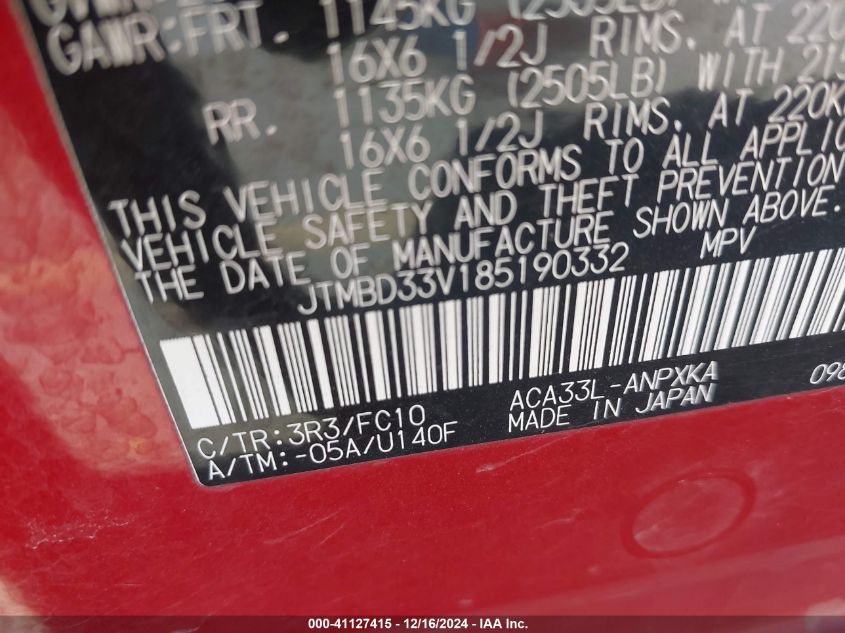 GAWR:FRT. 1145KG (2505LB)
16X6 1/2J RIMS. AT 220
RR. 1135KG (2505LB) WITH 215
16X6 1/2J RIMS. AT 220K
THIS VEHICLE CONFORMS TO ALL APPLIC
VEHICLE SAFETY AND THEFT PREVENTION
THE DATE OF MANUFACTURE SHOWN ABOVE.
JTMBD33V185190332 MPV
C/TR:3R3/FC10 ACA33L-ANPXKA 098
A/TM:-05A/U140F MADE IN JAPAN
000-41127415 - 12/16/2024 - IAA Inc.